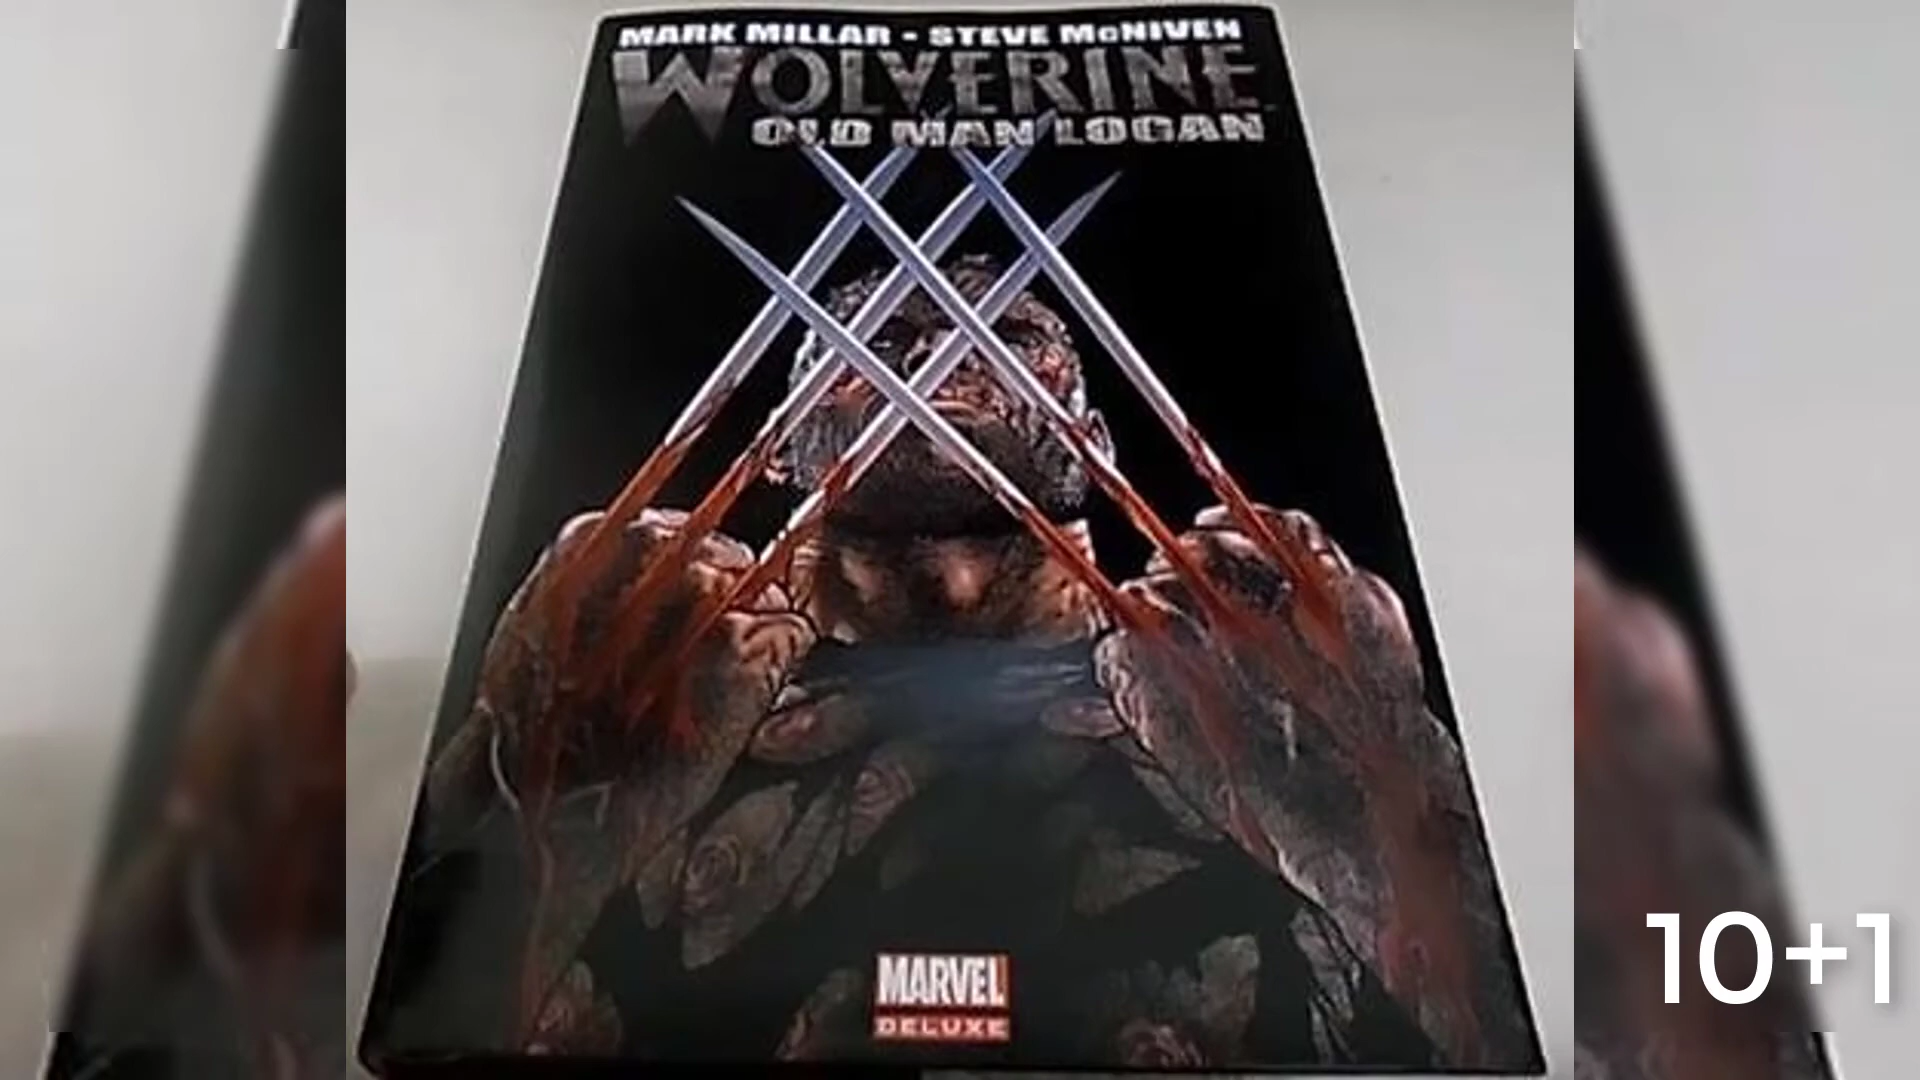 MARK MILLAR - STEVE McNIVEN
WOLVERINE
OLD MAN LOGAN
MARVEL
DELUXE
10+1